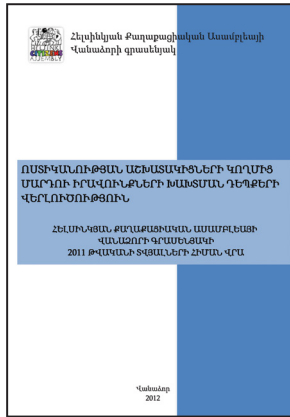 Հելսինկյան Քաղաքացիական Ասամբլեայի
Վանաձորի գրասենյակ
ՈՍՏԻԿԱՆՈՒԹՅԱՆ ԱՇԽԱՏԱԿԻՑՆԵՐԻ ԿՈՂՄԻՑ
ՄԱՐԴՈՒ ԻՐԱՎՈՒՆՔՆԵՐԻ ԽԱԽՏՄԱՆ ԴԵՊՔԵՐԻ
ՎԵՐԼՈՒԾՈՒԹՅՈՒՆ
ՀԵԼՍԻՆԿՅԱՆ ՔԱՂԱՔԱՑԻԱԿԱՆ ԱՍԱՄԲԼԵԱՅԻ
ՎԱՆԱՁՈՐԻ ԳՐԱՍԵՆՅԱԿԻ
2011 ԹՎԱԿԱՆԻ ՏՎՅԱԼՆԵՐԻ ՀԻՄԱՆ ՎՐԱ
Վանաձոր
2012